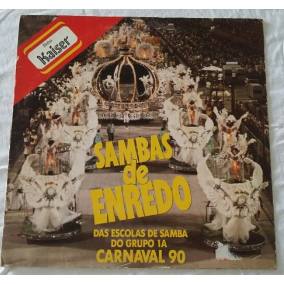 Kaiser
SAMBAS
de
ENREDO
DAS ESCOLAS DE SAMBA
DO GRUPO 1A
CARNAVAL 90